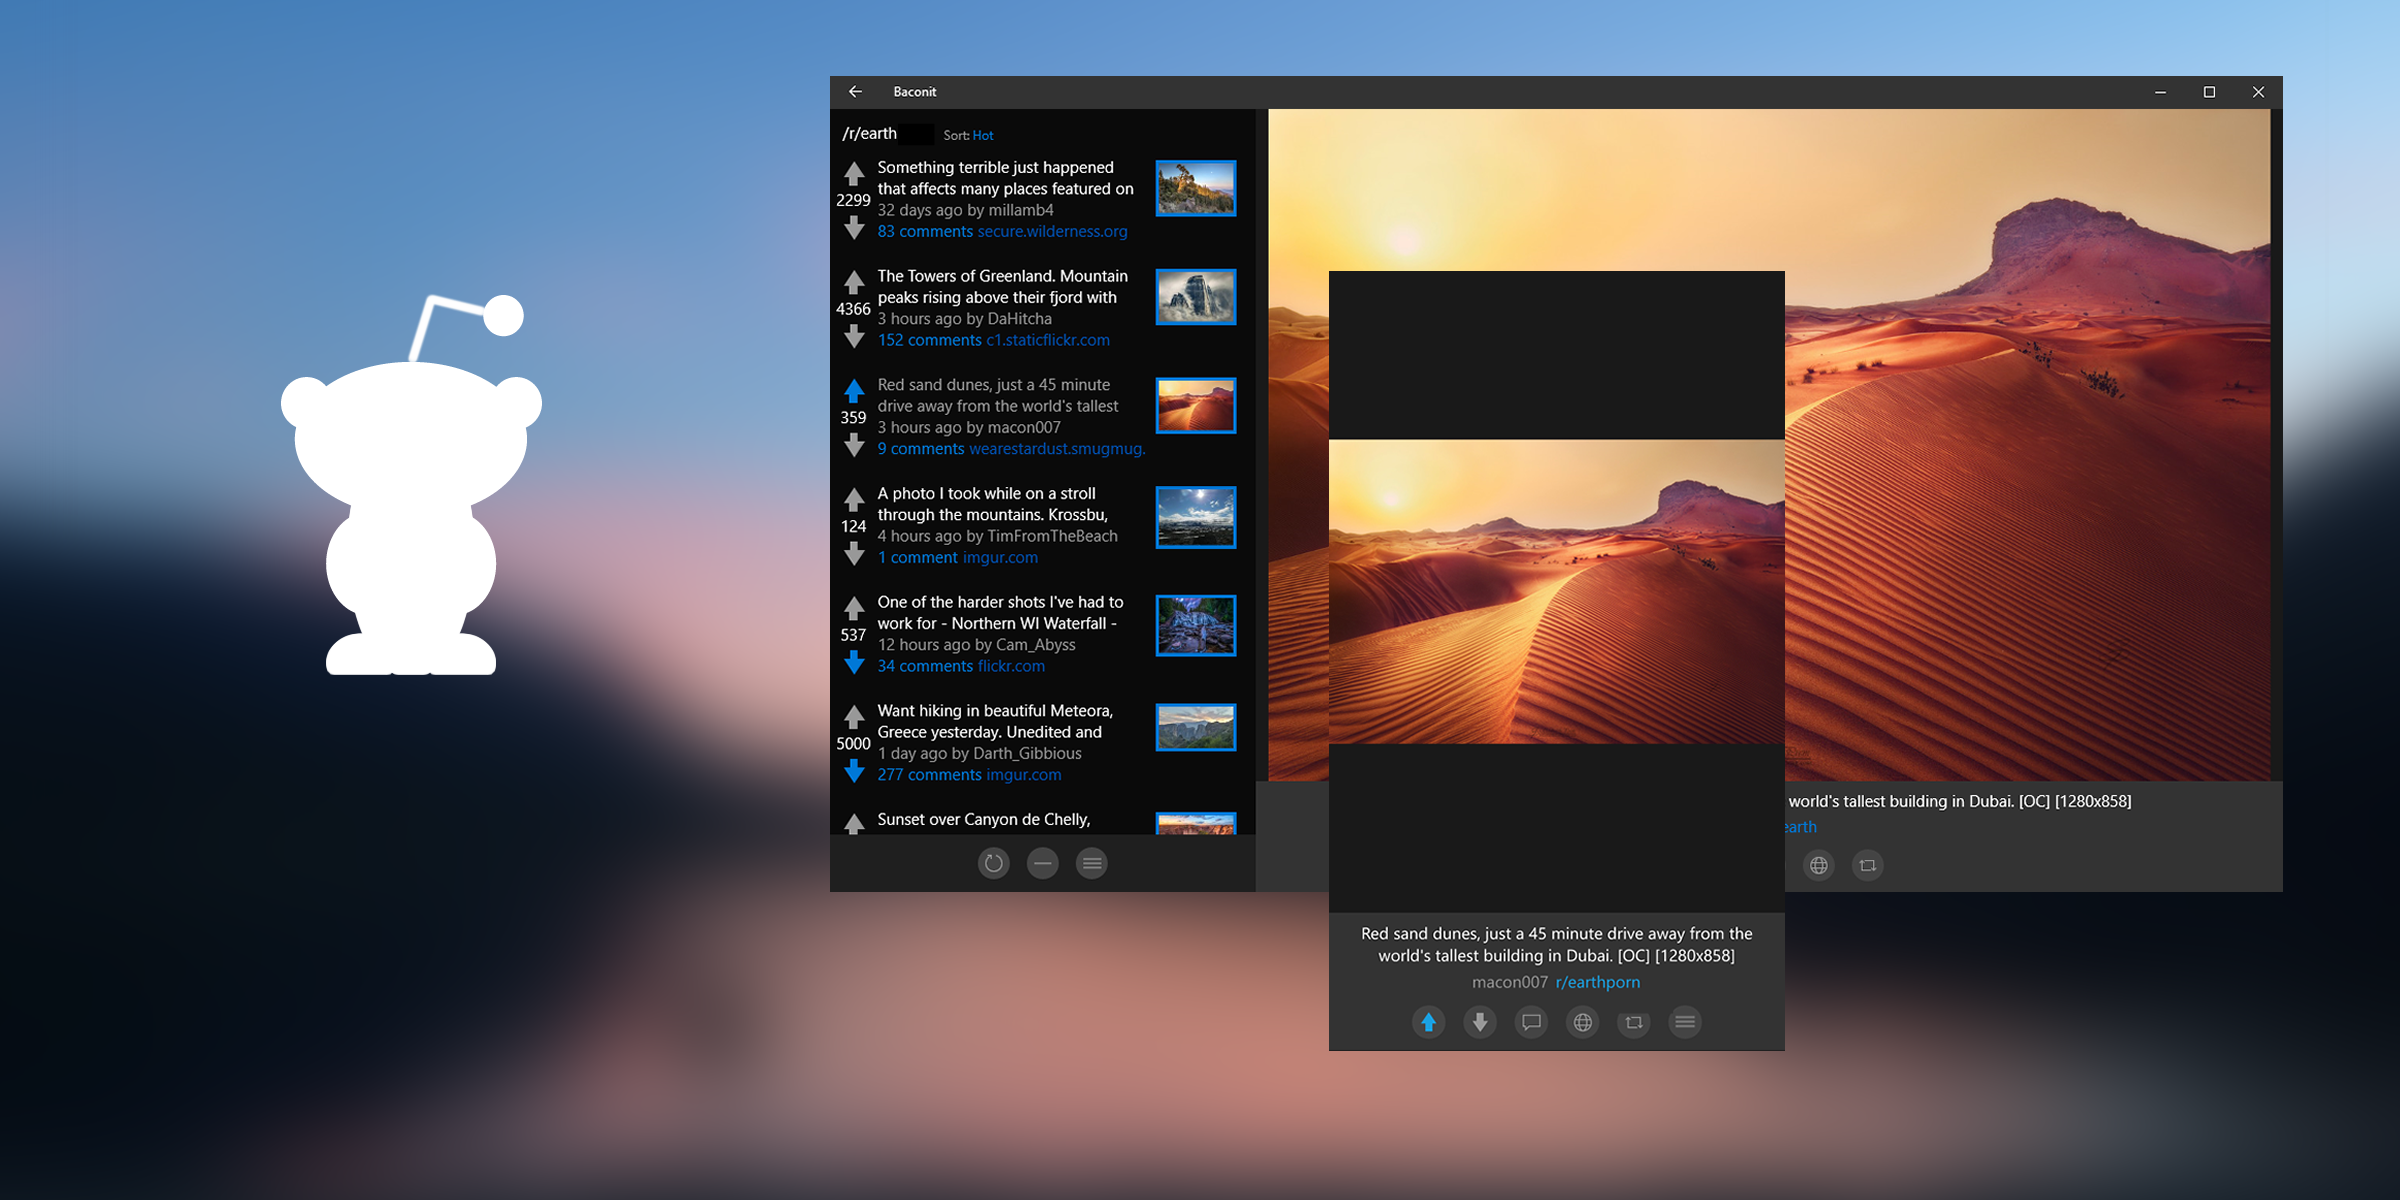 Baconit
/r/earth
Sort: Hot
Something terrible just happened
that affects many places featured on
2299
32 days ago by millamb4
83 comments secure.wilderness.org
The Towers of Greenland. Mountain
peaks rising above their fjord with
4366
3 hours ago by DaHitcha
152 comments c1.staticflickr.com
Red sand dunes, just a 45 minute
drive away from the world's tallest
359
3 hours ago by macon007
9 comments wearestardust.smugmug.
A photo I took while on a stroll
through the mountains. Krossbu,
124
4 hours ago by TimFromTheBeach
1 comment imgur.com
One of the harder shots I've had to
work for - Northern WI Waterfall -
537
12 hours ago by Cam_Abyss
34 comments flickr.com
Want hiking in beautiful Meteora,
Greece yesterday. Unedited and
5000
1 day ago by Darth_Gibbious
277 comments imgur.com
Sunset over Canyon de Chelly,
world's tallest building in Dubai. [OC] [1280x858]
earth
Red sand dunes, just a 45 minute drive away from the
world's tallest building in Dubai. [OC] [1280x858]
macon007 r/earthporn